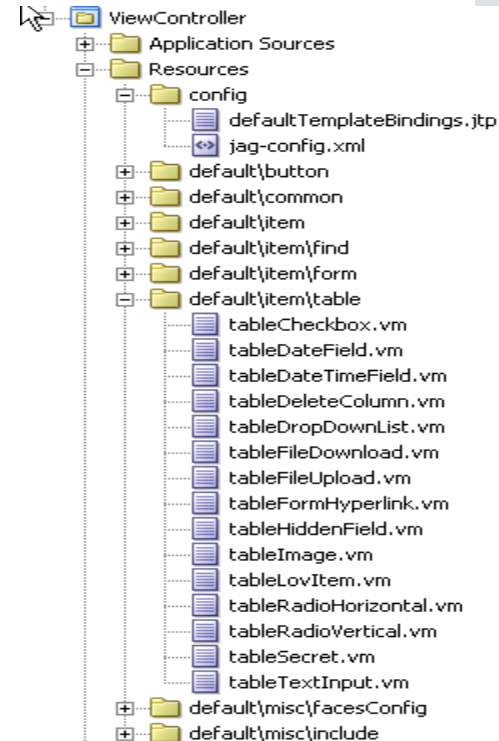 ViewController
Application Sources
Resources
config
defaultTemplateBindings.jtp
jag-config.xml
default\button
default\common
default\item
default\item\find
default\item\form
default\item\table
tableCheckbox.vm
tableDateField.vm
tableDateTimeField.vm
tableDeleteColumn.vm
tableDropDownList.vm
tableFileDownload.vm
tableFileUpload.vm
tableFormHyperlink.vm
tableHiddenField.vm
tableImage.vm
tableLovItem.vm
tableRadioHorizontal.vm
tableRadioVertical.vm
tableSecret.vm
tableTextInput.vm
default\misc\facesConfig
default\misc\include